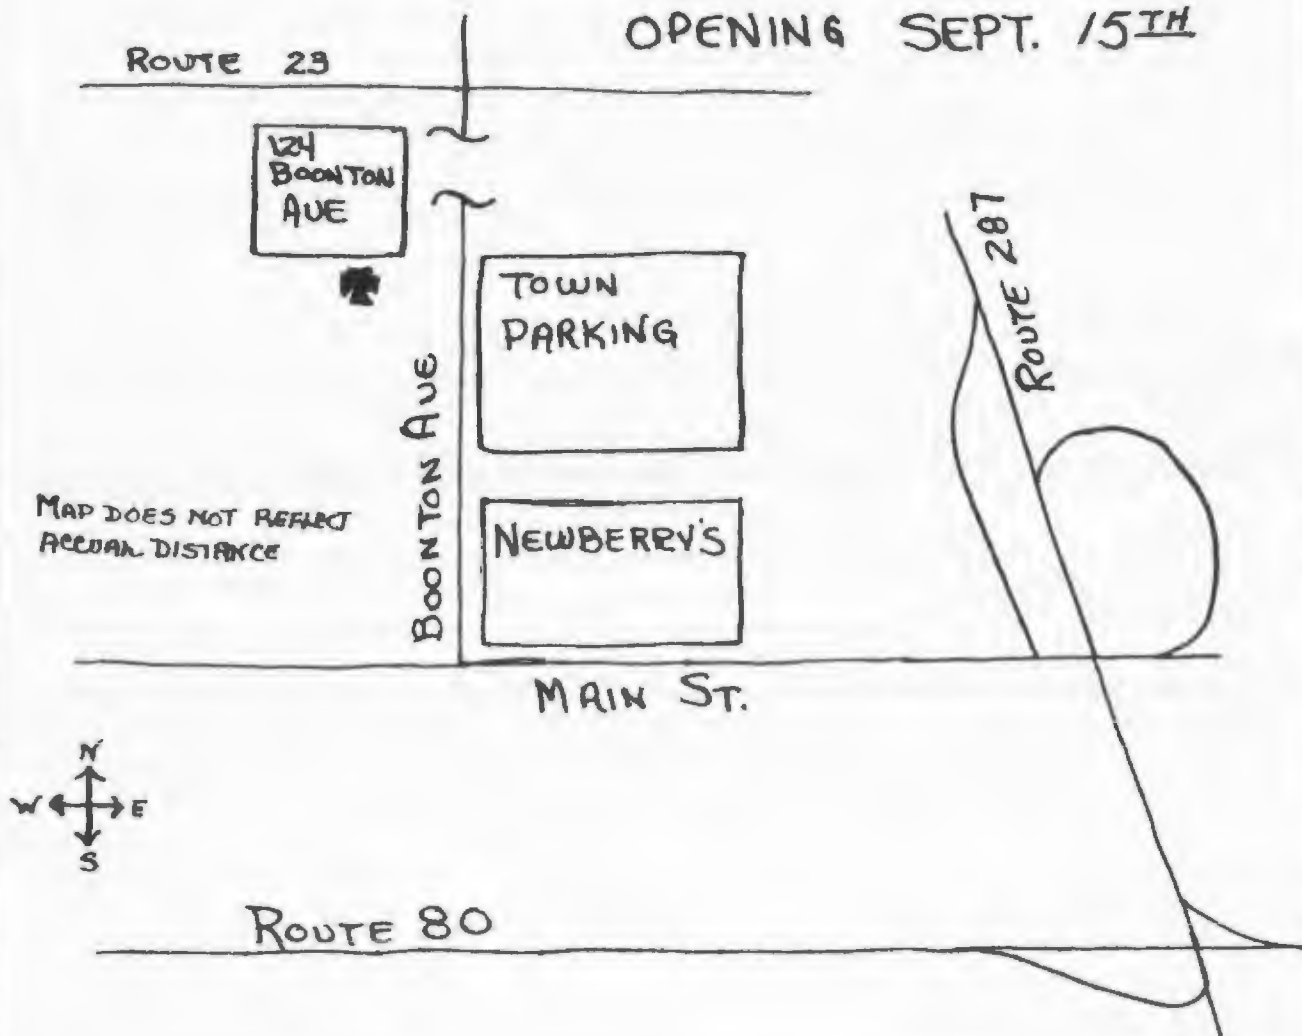 OPENING SEPT. 15TH
ROUTE 23
124
BOONTON
AVE
TOWN
PARKING
ROUTE 287
BOONTON AVE
MAP DOES NOT REFLECT
ACCUAL DISTANCE
NEWBERRY'S
MAIN ST.
N
W E
S
ROUTE 80